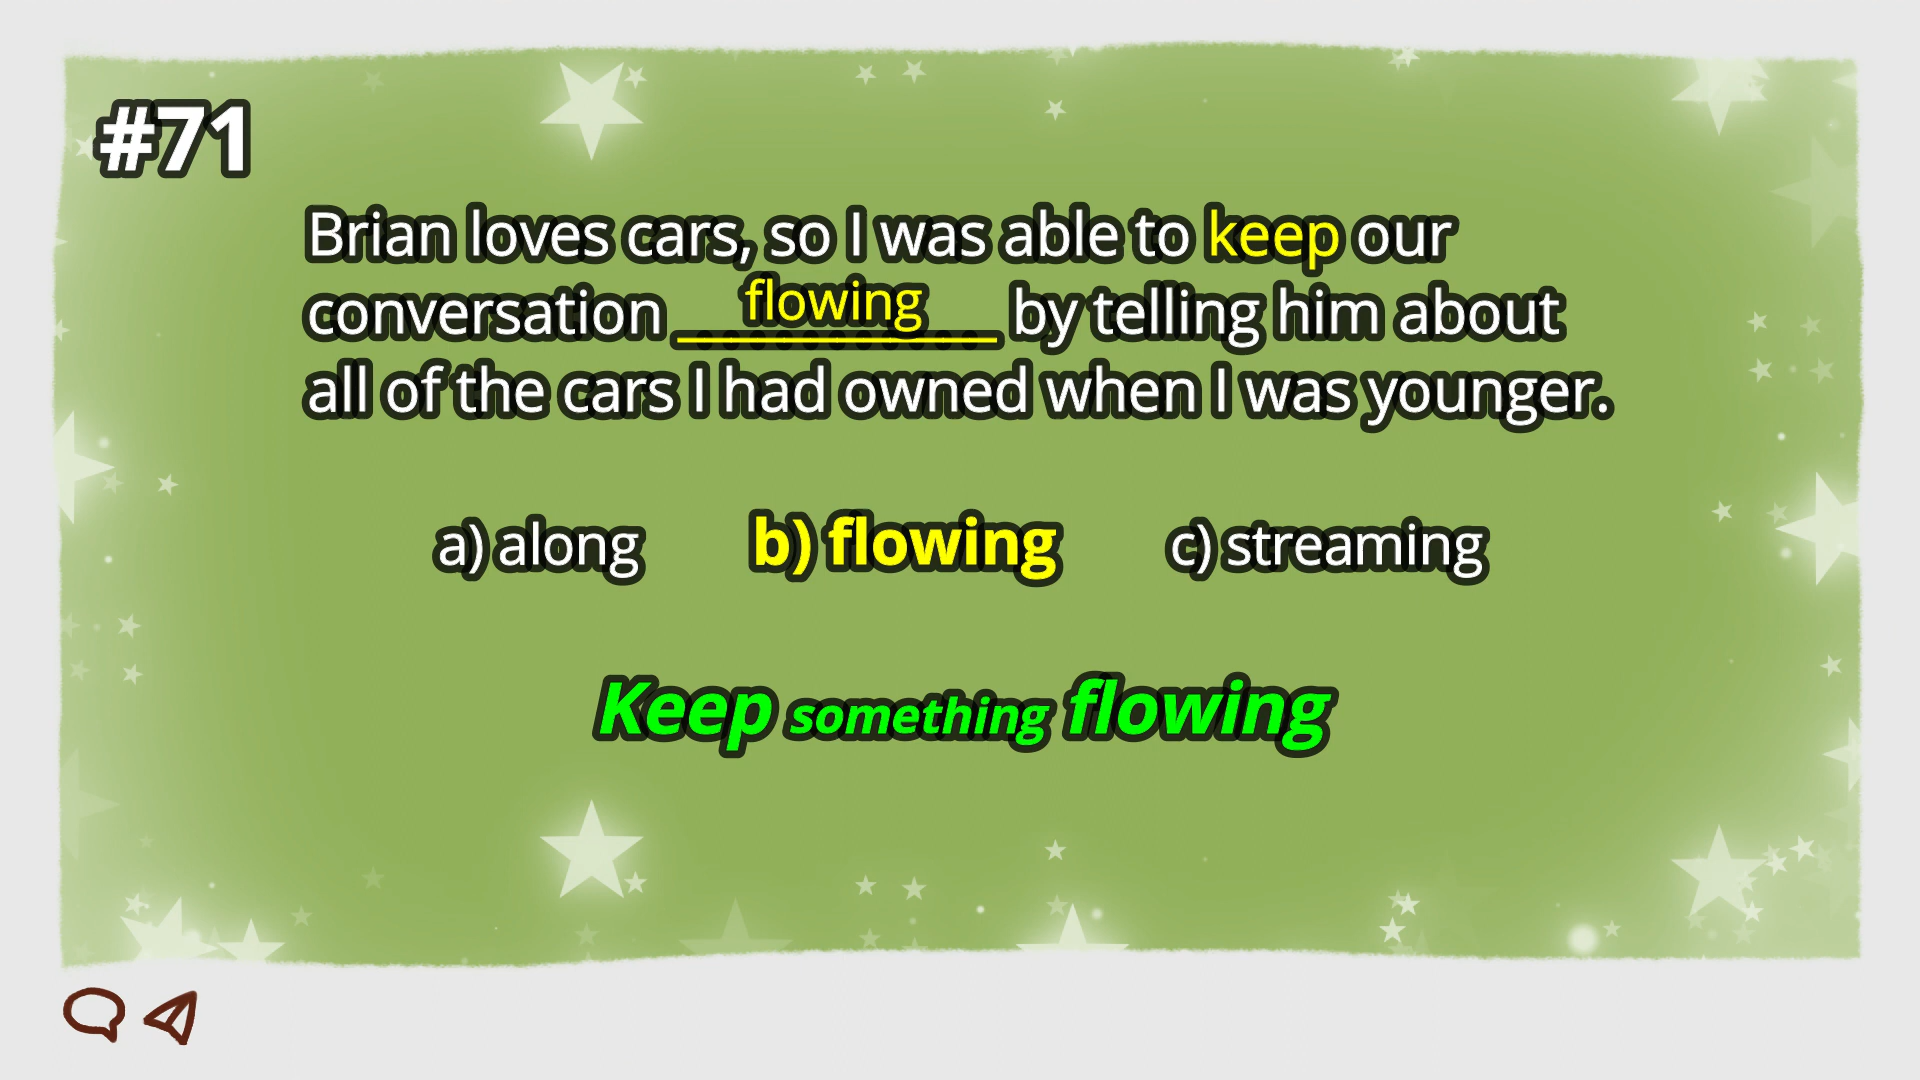 #71
Brian loves cars, so I was able to keep our
conversation flowing by telling him about
all of the cars I had owned when I was younger.
a) along b) flowing c) streaming
Keep something flowing